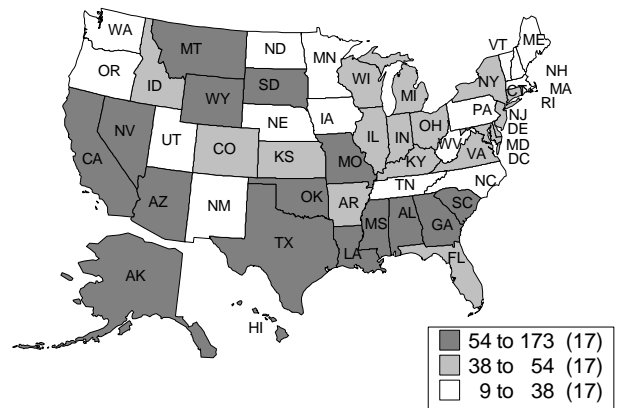 WA
MT
ND
MN
VT
ME
OR
ID
WY
SD
WI
MI
NY
NH
MA
CT
RI
NV
UT
NE
IA
PA
NJ
CA
CO
KS
MO
IL
IN
OH
WV
VA
DE
MD
DC
KY
AZ
NM
OK
AR
TN
NC
TX
LA
MS
AL
GA
SC
FL
AK
HI
54 to 173 (17)
38 to 54 (17)
9 to 38 (17)